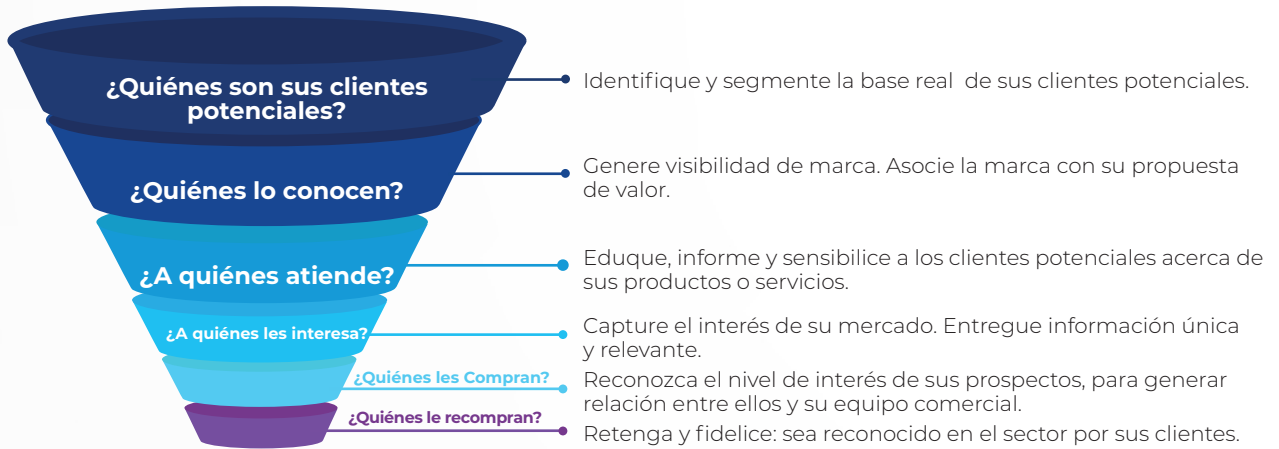 ¿Quiénes son sus clientes
potenciales?
Identifique y segmente la base real de sus clientes potenciales.
¿Quiénes lo conocen?
Genere visibilidad de marca. Asocie la marca con su propuesta
de valor.
¿A quiénes atiende?
Eduque, informe y sensibilice a los clientes potenciales acerca de
sus productos o servicios.
¿A quiénes les interesa?
Capture el interés de su mercado. Entregue información única
y relevante.
¿Quiénes les Compran?
Reconozca el nivel de interés de sus prospectos, para generar
relación entre ellos y su equipo comercial.
¿Quiénes le recompran?
Retenga y fidelice: sea reconocido en el sector por sus clientes.